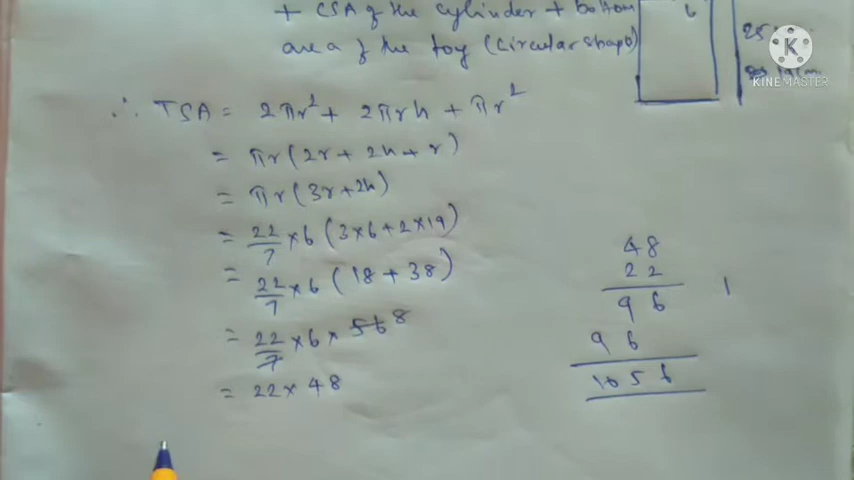 + CSA of the cylinder + bottom
area of the toy (Circular shape)
6
25
19 cm
K
KINEMASTER
∴ TSA = 2πr² + 2πrh + πr²
= πr(2r + 2h + r)
= πr(3r+2h)
= 22/7 × 6 (3×6+2×19)
= 22/7 × 6 (18 + 38)
= 22/7 × 6 × 56 8
= 22 × 48
48
22
96
96
1056
1